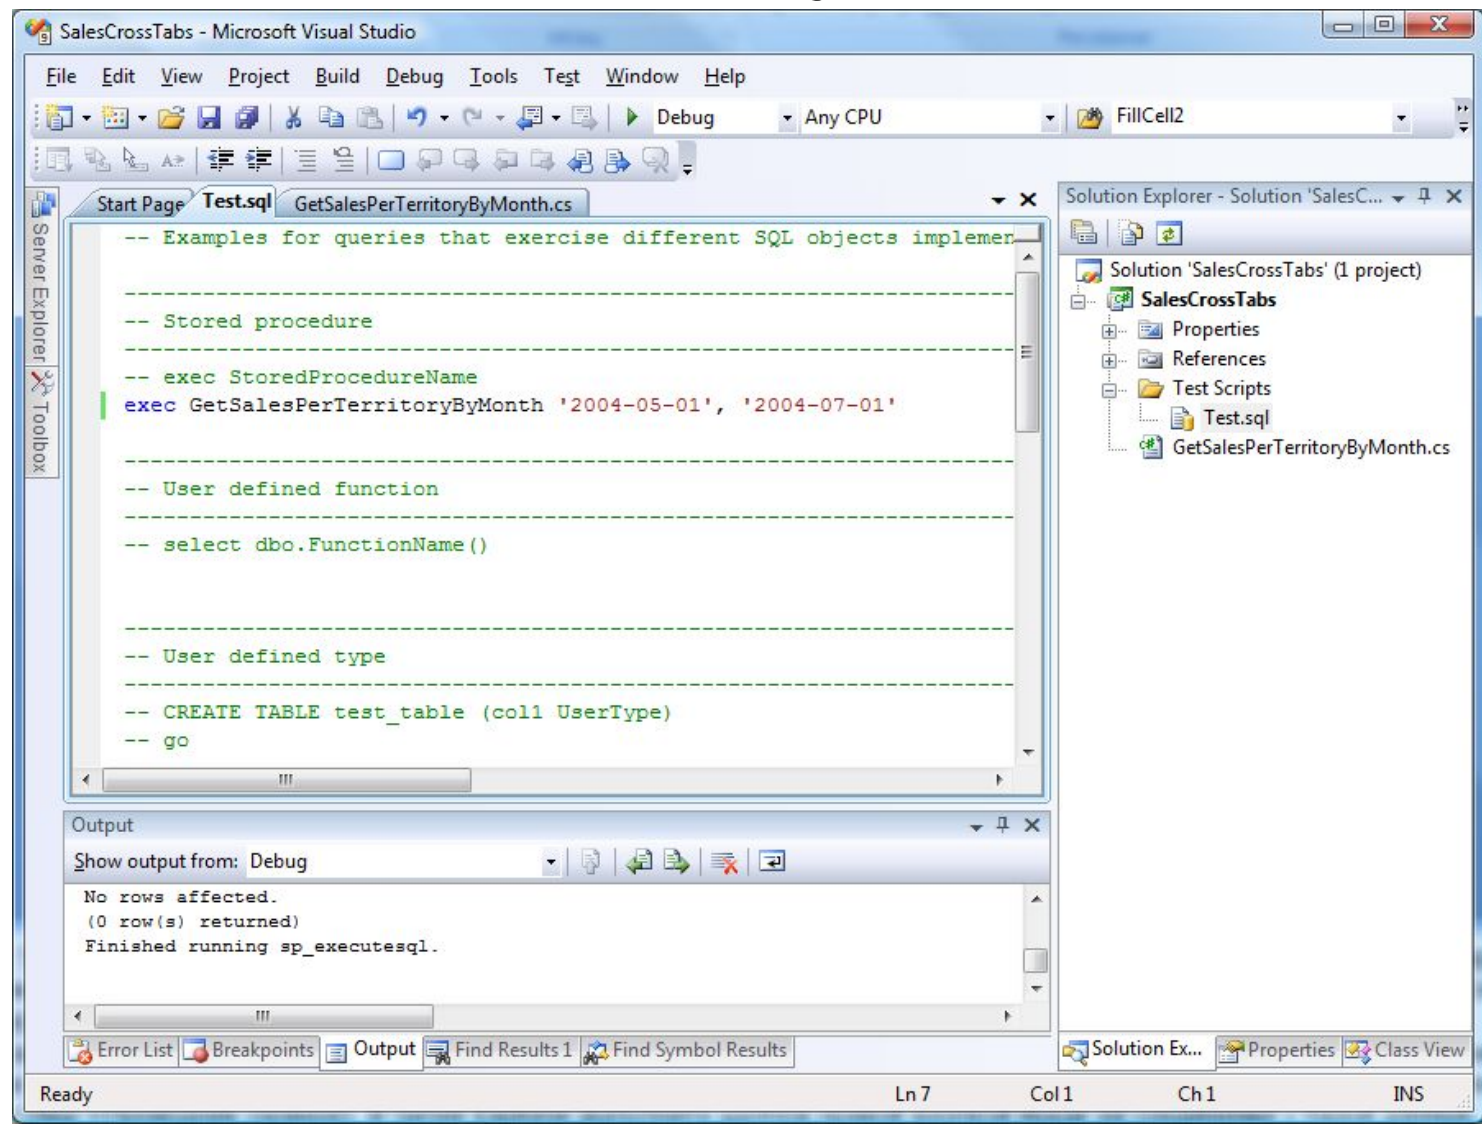 SalesCrossTabs - Microsoft Visual Studio
File Edit View Project Build Debug Tools Test Window Help
Debug Any CPU FillCell2
Start Page Test.sql GetSalesPerTerritoryByMonth.cs
Server Explorer
Toolbox
-- Examples for queries that exercise different SQL objects implemen
--------------------------------------------------------------------
-- Stored procedure
--------------------------------------------------------------------
-- exec StoredProcedureName
exec GetSalesPerTerritoryByMonth '2004-05-01', '2004-07-01'
--------------------------------------------------------------------
-- User defined function
--------------------------------------------------------------------
-- select dbo.FunctionName()
--------------------------------------------------------------------
-- User defined type
--------------------------------------------------------------------
-- CREATE TABLE test_table (col1 UserType)
-- go
Output
Show output from: Debug
No rows affected.
(0 row(s) returned)
Finished running sp_executesql.
Error List Breakpoints Output Find Results 1 Find Symbol Results
Solution Explorer - Solution 'SalesC...
Solution 'SalesCrossTabs' (1 project)
SalesCrossTabs
Properties
References
Test Scripts
Test.sql
GetSalesPerTerritoryByMonth.cs
Solution Ex... Properties Class View
Ready Ln 7 Col 1 Ch 1 INS